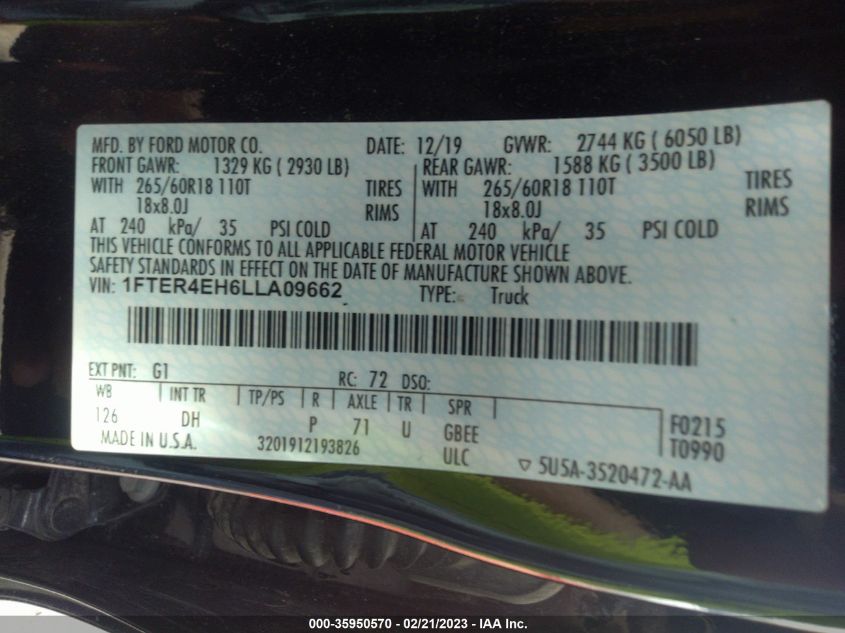 MFD. BY FORD MOTOR CO. DATE: 12/19 GVWR: 2744 KG ( 6050 LB)
FRONT GAWR: 1329 KG ( 2930 LB) REAR GAWR: 1588 KG ( 3500 LB)
WITH 265/60R18 110T TIRES WITH 265/60R18 110T TIRES
18x8.0J RIMS 18x8.0J RIMS
AT 240 kPa/ 35 PSI COLD AT 240 kPa/ 35 PSI COLD
THIS VEHICLE CONFORMS TO ALL APPLICABLE FEDERAL MOTOR VEHICLE
SAFETY STANDARDS IN EFFECT ON THE DATE OF MANUFACTURE SHOWN ABOVE.
VIN: 1FTER4EH6LLA09662 TYPE: Truck
EXT PNT: G1 RC: 72 DSO:
WB INT TR TP/PS R AXLE TR SPR
126 DH P 71 U GBEE F0215
MADE IN U.S.A. 3201912193826 ULC T0990
5U5A-3520472-AA
000-35950570 - 02/21/2023 - IAA Inc.